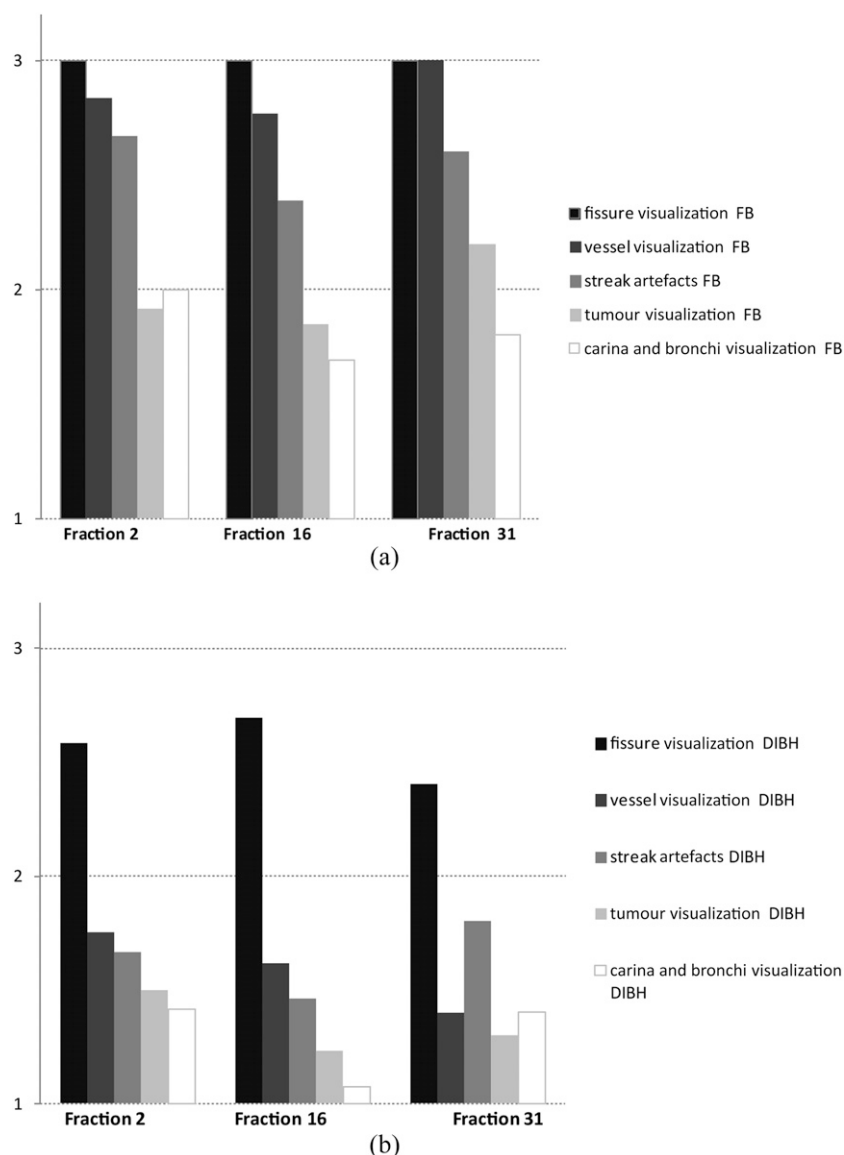 3
2
1
Fraction 2 Fraction 16 Fraction 31
fissure visualization FB
vessel visualization FB
streak artefacts FB
tumour visualization FB
carina and bronchi visualization FB
(a)
3
2
1
Fraction 2 Fraction 16 Fraction 31
fissure visualization DIBH
vessel visualization DIBH
streak artefacts DIBH
tumour visualization DIBH
carina and bronchi visualization
DIBH
(b)